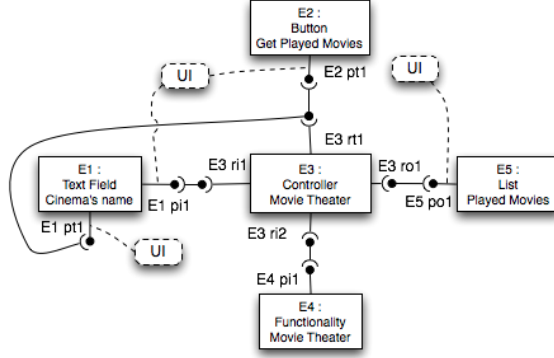 E2 :
Button
Get Played Movies
UI
UI
E2 pt1
E3 rt1
E1 :
Text Field
Cinema's name
E3 ri1
E1 pi1
E3 :
Controller
Movie Theater
E3 ro1
E5 po1
E5 :
List
Played Movies
E1 pt1
UI
E3 ri2
E4 pi1
E4 :
Functionality
Movie Theater